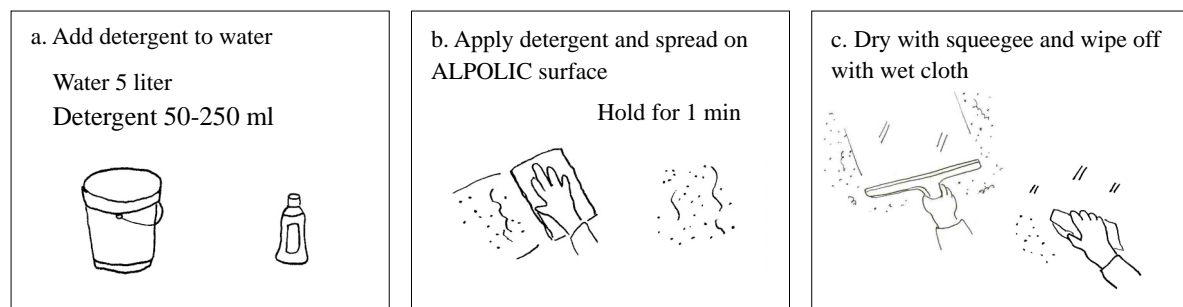 a. Add detergent to water
Water 5 liter
Detergent 50-250 ml
b. Apply detergent and spread on
ALPOLIC surface
Hold for 1 min
c. Dry with squeegee and wipe off
with wet cloth